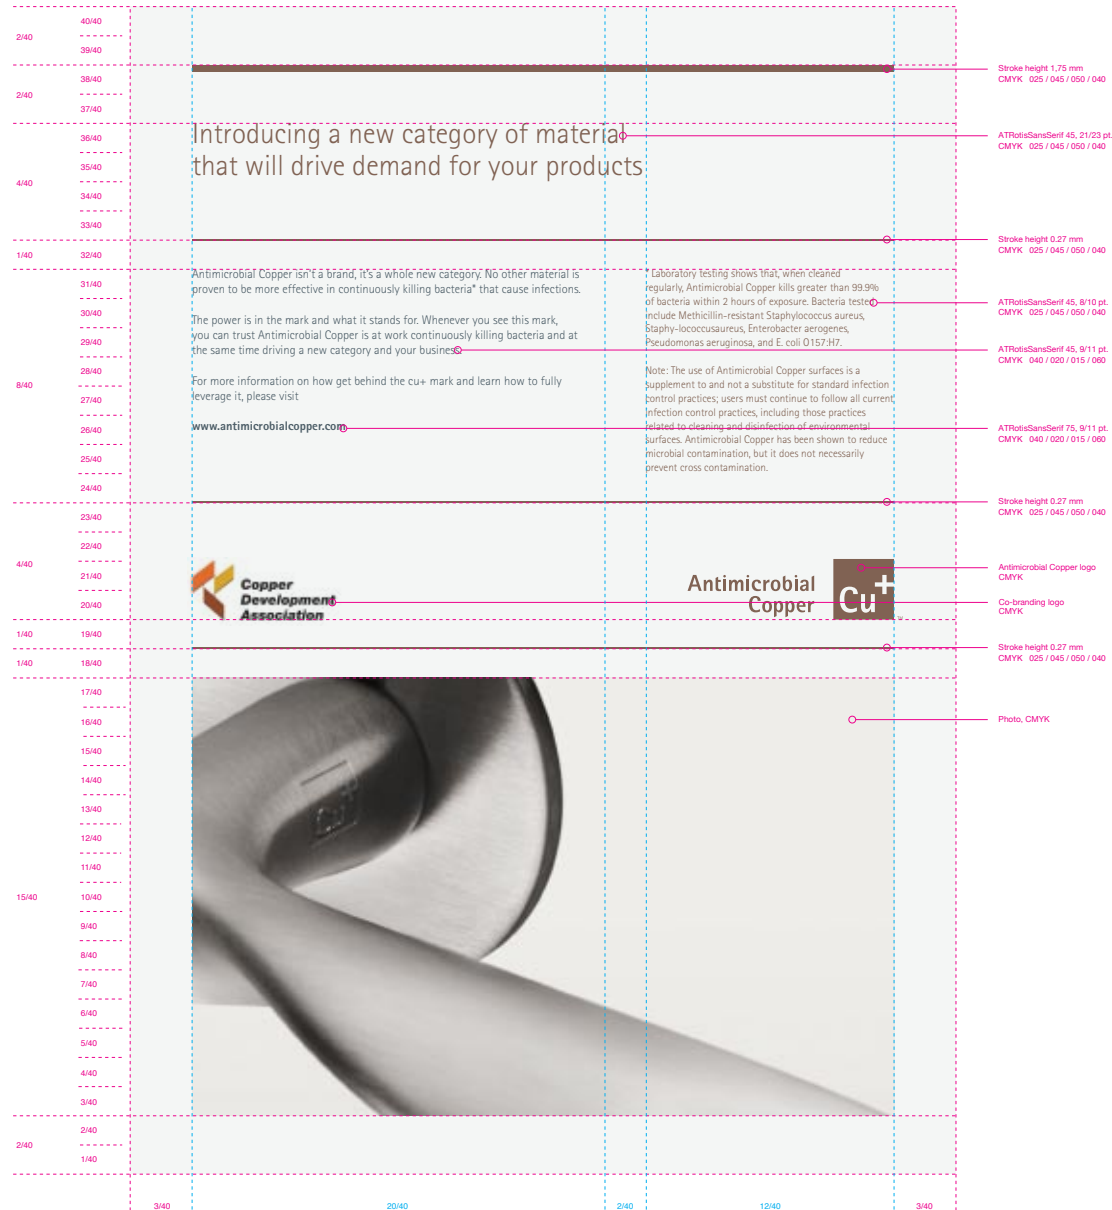 40/40
2/40
39/40
38/40
Stroke height 1,75 mm
CMYK 025 / 045 / 050 / 040
2/40
37/40
36/40
Introducing a new category of material
that will drive demand for your products
ATRotisSansSerif 45, 21/23 pt.
CMYK 025 / 045 / 050 / 040
35/40
4/40
34/40
33/40
1/40
32/40
Stroke height 0.27 mm
CMYK 025 / 045 / 050 / 040
31/40
30/40
29/40
28/40
8/40
27/40
26/40
25/40
24/40
Antimicrobial Copper isn't a brand, it's a whole new category. No other material is
proven to be more effective in continuously killing bacteria* that cause infections.
The power is in the mark and what it stands for. Whenever you see this mark,
you can trust Antimicrobial Copper is at work continuously killing bacteria and at
the same time driving a new category and your business.
For more information on how get behind the cu+ mark and learn how to fully
leverage it, please visit
www.antimicrobialcopper.com
* Laboratory testing shows that, when cleaned
regularly, Antimicrobial Copper kills greater than 99.9%
of bacteria within 2 hours of exposure. Bacteria tested
include Methicillin-resistant Staphylococcus aureus,
Staphy-lococcusaureus, Enterobacter aerogenes,
Pseudomonas aeruginosa, and E. coli O157:H7.
Note: The use of Antimicrobial Copper surfaces is a
supplement to and not a substitute for standard infection
control practices; users must continue to follow all current
infection control practices, including those practices
related to cleaning and disinfection of environmental
surfaces. Antimicrobial Copper has been shown to reduce
microbial contamination, but it does not necessarily
prevent cross contamination.
ATRotisSansSerif 45, 8/10 pt.
CMYK 025 / 045 / 050 / 040
ATRotisSansSerif 45, 9/11 pt.
CMYK 040 / 020 / 015 / 060
ATRotisSansSerif 75, 9/11 pt.
CMYK 040 / 020 / 015 / 060
Stroke height 0.27 mm
CMYK 025 / 045 / 050 / 040
23/40
22/40
4/40
21/40
20/40
Copper
Development
Association
Antimicrobial
Copper
Cu+
TM
Antimicrobial Copper logo
CMYK
Co-branding logo
CMYK
1/40
19/40
1/40
18/40
Stroke height 0.27 mm
CMYK 025 / 045 / 050 / 040
17/40
16/40
Photo, CMYK
15/40
14/40
13/40
12/40
11/40
15/40
10/40
9/40
8/40
7/40
6/40
5/40
4/40
3/40
2/40
2/40
1/40
3/40
20/40
2/40
12/40
3/40